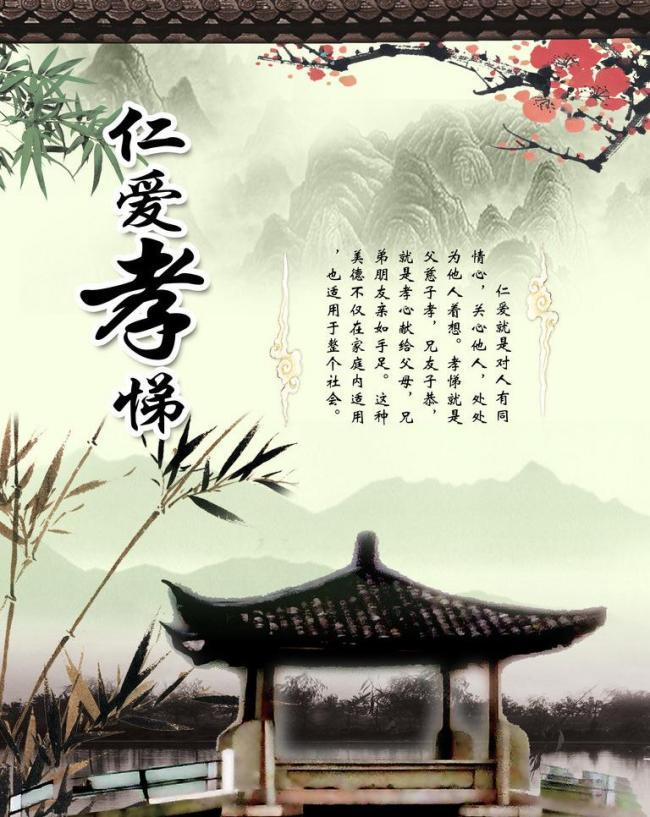 仁爱孝悌
仁爱就是对人有同
情心，关心他人，处处
为他人着想。孝悌就是
父慈子孝，兄友子恭，
就是孝心献给父母，兄
弟朋友亲如手足。这种
美德不仅在家庭内适用
，也适用于整个社会。